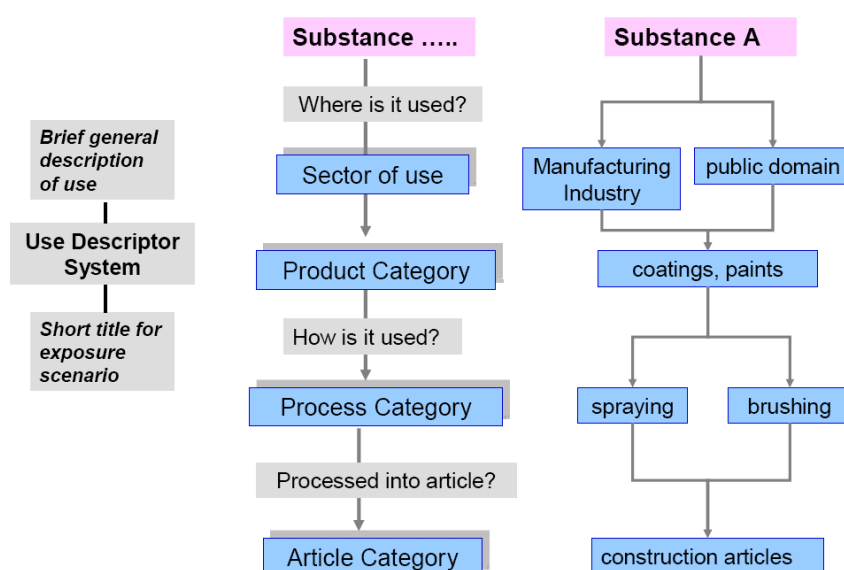 Substance .....
Substance A
Where is it used?
Brief general
description
of use
Sector of use
Manufacturing
Industry
public domain
Use Descriptor
System
Product Category
coatings, paints
Short title for
exposure
scenario
How is it used?
Process Category
spraying
brushing
Processed into article?
Article Category
construction articles